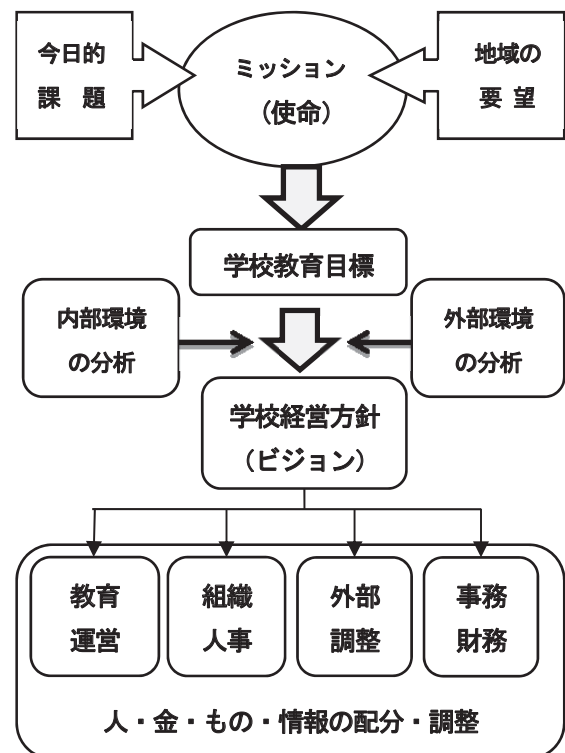 今日的
課 題
ミッション
(使命)
地域の
要 望
学校教育目標
内部環境
の分析
外部環境
の分析
学校経営方針
(ビジョン)
教育
運営
組織
人事
外部
調整
事務
財務
人・金・もの・情報の配分・調整